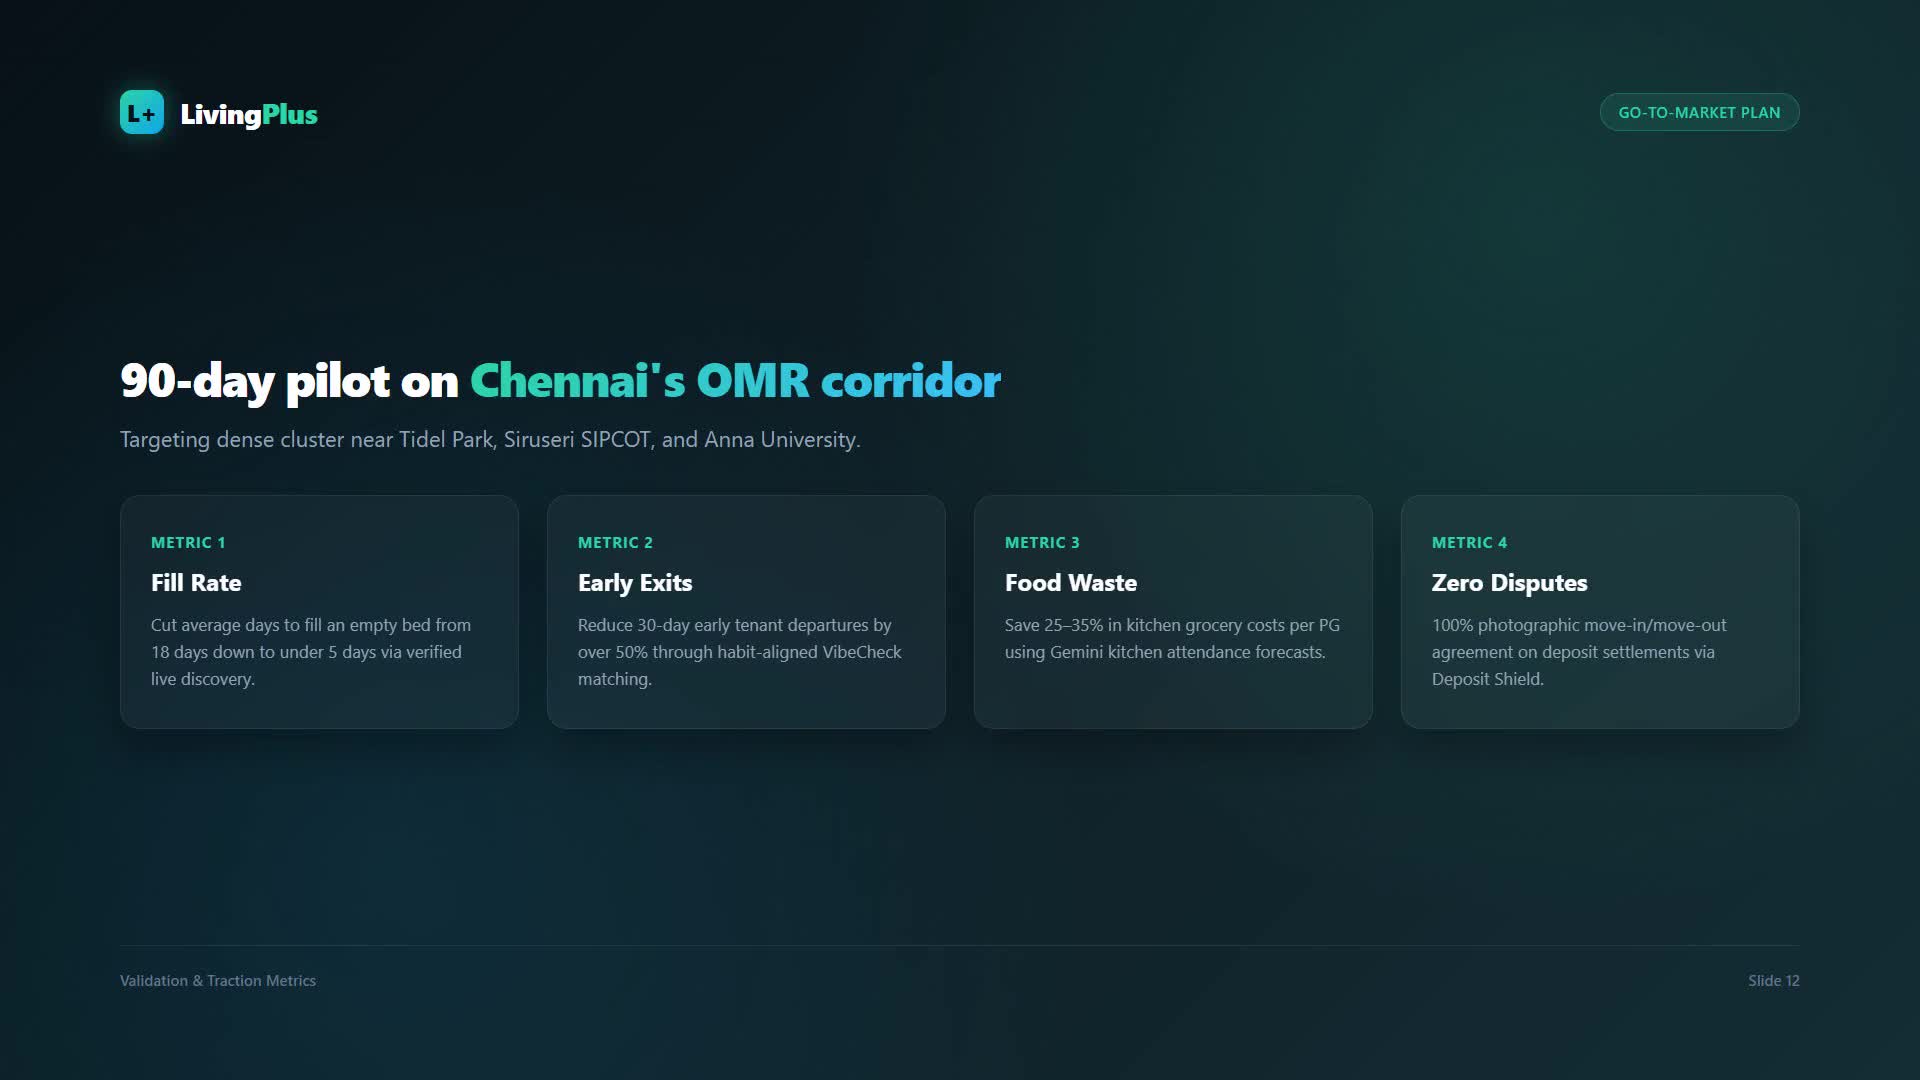 L+ LivingPlus
GO-TO-MARKET PLAN
90-day pilot on Chennai's OMR corridor
Targeting dense cluster near Tidel Park, Siruseri SIPCOT, and Anna University.
METRIC 1
Fill Rate
Cut average days to fill an empty bed from
18 days down to under 5 days via verified
live discovery.
METRIC 2
Early Exits
Reduce 30-day early tenant departures by
over 50% through habit-aligned VibeCheck
matching.
METRIC 3
Food Waste
Save 25–35% in kitchen grocery costs per PG
using Gemini kitchen attendance forecasts.
METRIC 4
Zero Disputes
100% photographic move-in/move-out
agreement on deposit settlements via
Deposit Shield.
Validation & Traction Metrics
Slide 12